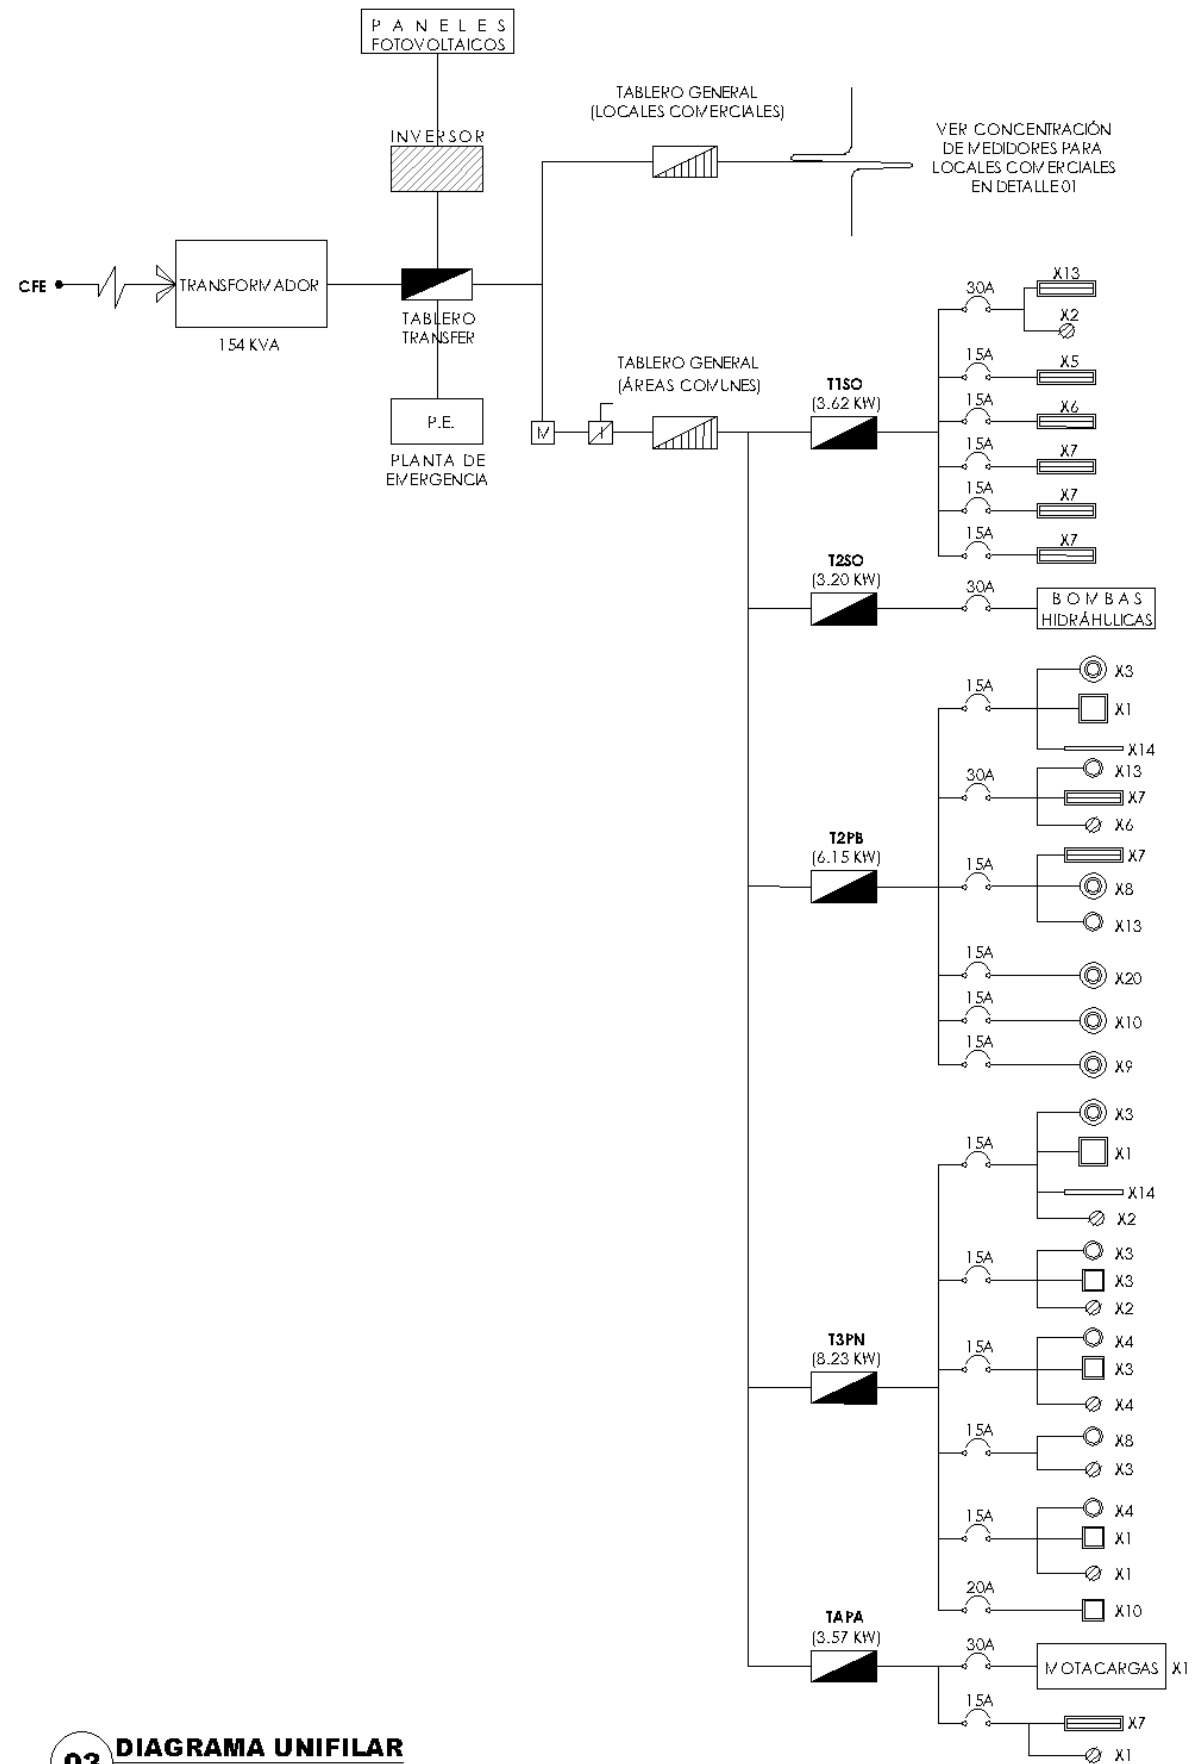 PANELES
FOTOVOLTAICOS
INVERSOR
TABLERO GENERAL
(LOCALES COMERCIALES)
VER CONCENTRACIÓN
DE MEDIDORES PARA
LOCALES COMERCIALES
EN DETALLE 01
CFE
TRANSFORMADOR
154 KVA
TABLERO
TRANSFER
P.E.
PLANTA DE
EMERGENCIA
TABLERO GENERAL
(ÁREAS COMUNES)
M
T1SO
(3.62 KW)
30A
X13
X2
15A
X5
15A
X6
15A
X7
15A
X7
15A
X7
T2SO
(3.20 KW)
30A
BOMBAS
HIDRÁHULICAS
T2PB
(6.15 KW)
15A
X3
X1
X14
30A
X13
X7
X6
15A
X7
X8
X13
15A
X20
15A
X10
15A
X9
T3PN
(8.23 KW)
15A
X3
X1
X14
X2
15A
X3
X3
X2
15A
X4
X3
X4
15A
X8
X3
15A
X4
X1
X1
20A
X10
TAPA
(3.57 KW)
30A
MOTACARGAS X1
15A
X7
X1
03
DIAGRAMA UNIFILAR